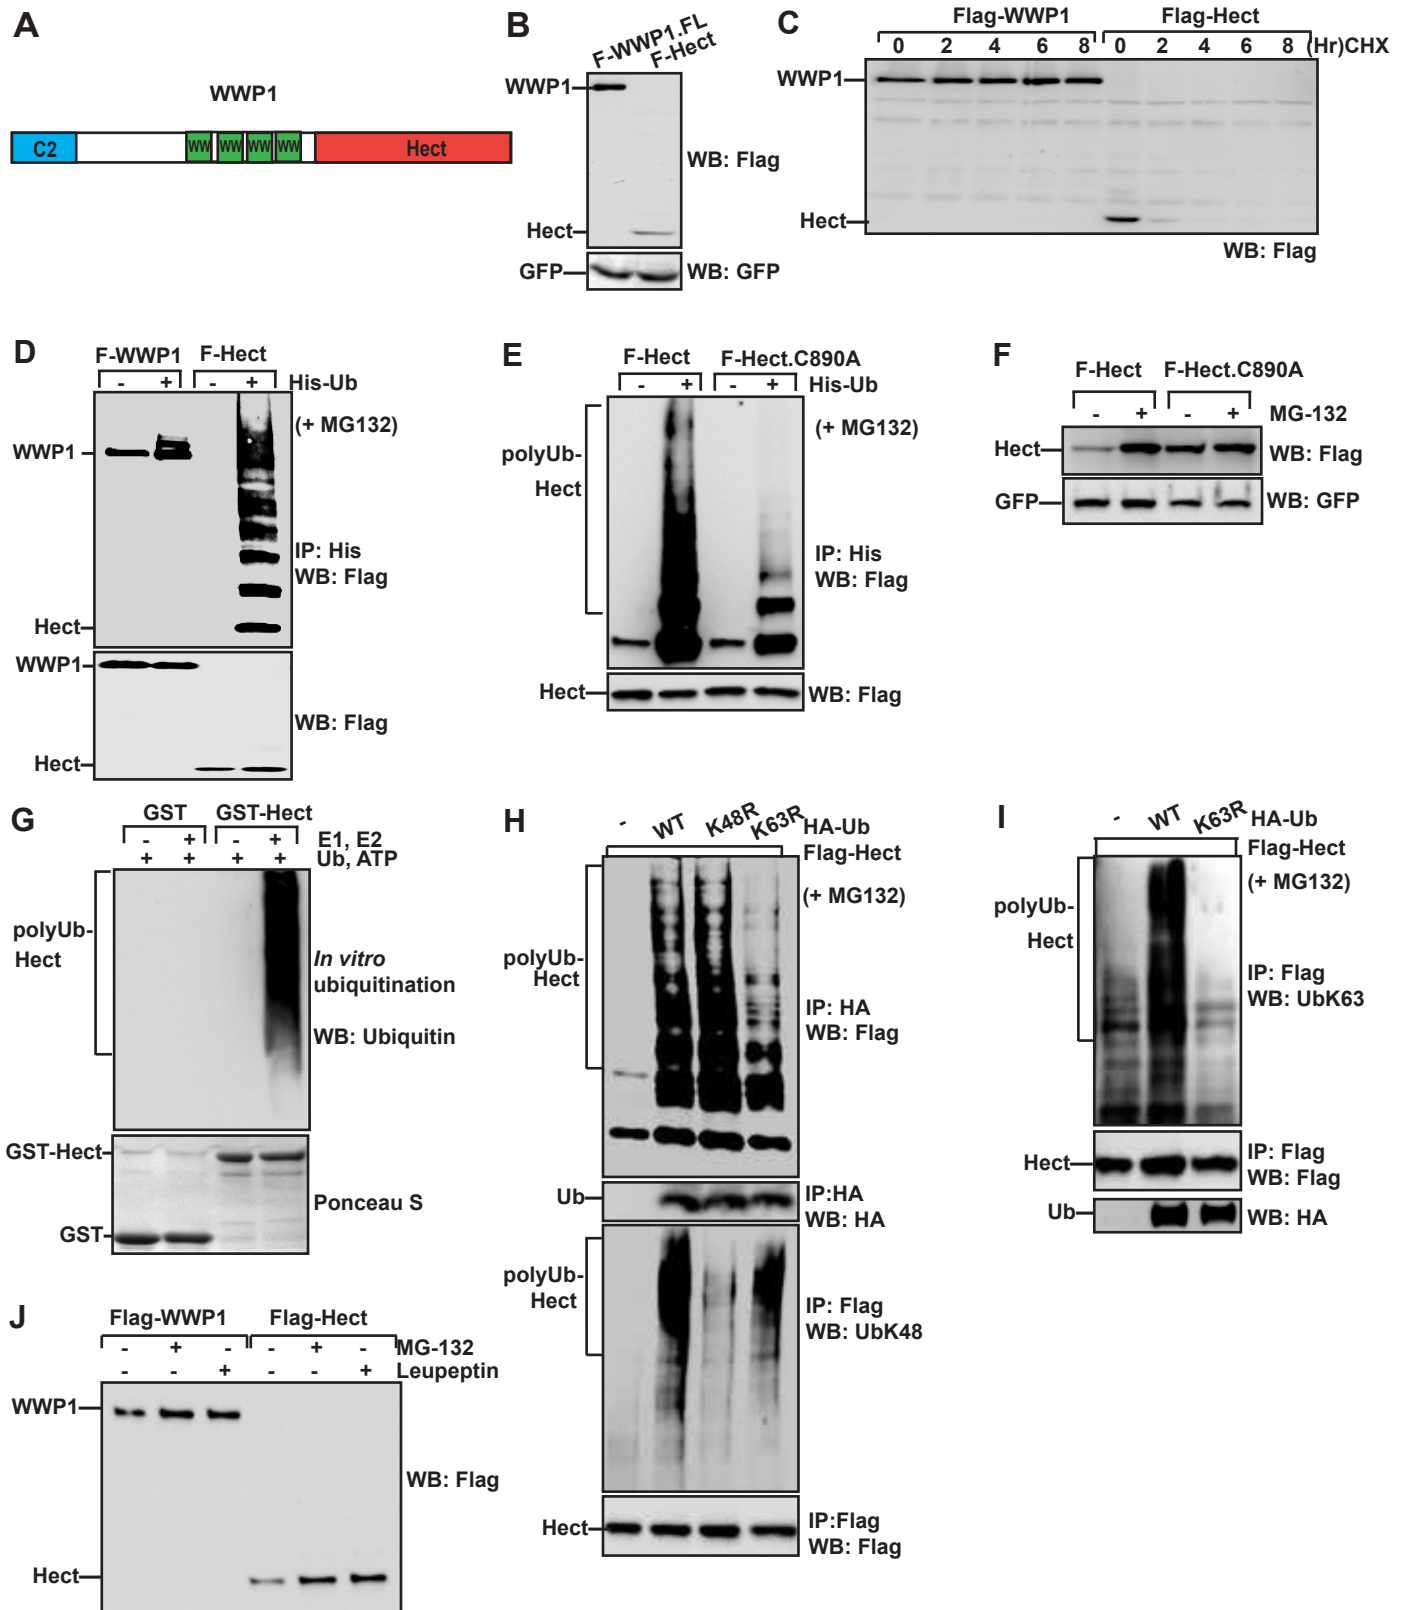 A
WWP1
C2 WW WW WW WW Hect
B
F-WWP1.FL
F-Hect
WWP1
WB: Flag
Hect
GFP WB: GFP
C
Flag-WWP1 Flag-Hect
0 2 4 6 8 0 2 4 6 8 (Hr)CHX
WWP1
Hect
WB: Flag
D
F-WWP1 F-Hect
- + - + His-Ub
(+ MG132)
WWP1
IP: His
WB: Flag
Hect
WWP1
WB: Flag
Hect
E
F-Hect F-Hect.C890A
- + - + His-Ub
(+ MG132)
polyUb-
Hect
IP: His
WB: Flag
Hect WB: Flag
F
F-Hect F-Hect.C890A
- + - + MG-132
Hect WB: Flag
GFP WB: GFP
G
GST GST-Hect
- + - + E1, E2
+ + + + Ub, ATP
polyUb-
Hect
In vitro
ubiquitination
WB: Ubiquitin
GST-Hect
Ponceau S
GST
H
- WT K48R K63R HA-Ub
Flag-Hect
(+ MG132)
polyUb-
Hect
IP: HA
WB: Flag
Ub IP:HA
WB: HA
polyUb-
Hect
IP: Flag
WB: UbK48
Hect IP:Flag
WB: Flag
I
- WT K63R HA-Ub
Flag-Hect
(+ MG132)
polyUb-
Hect
IP: Flag
WB: UbK63
Hect IP: Flag
WB: Flag
Ub WB: HA
J
Flag-WWP1 Flag-Hect
- + - - + - MG-132
- - + - - + Leupeptin
WWP1
WB: Flag
Hect